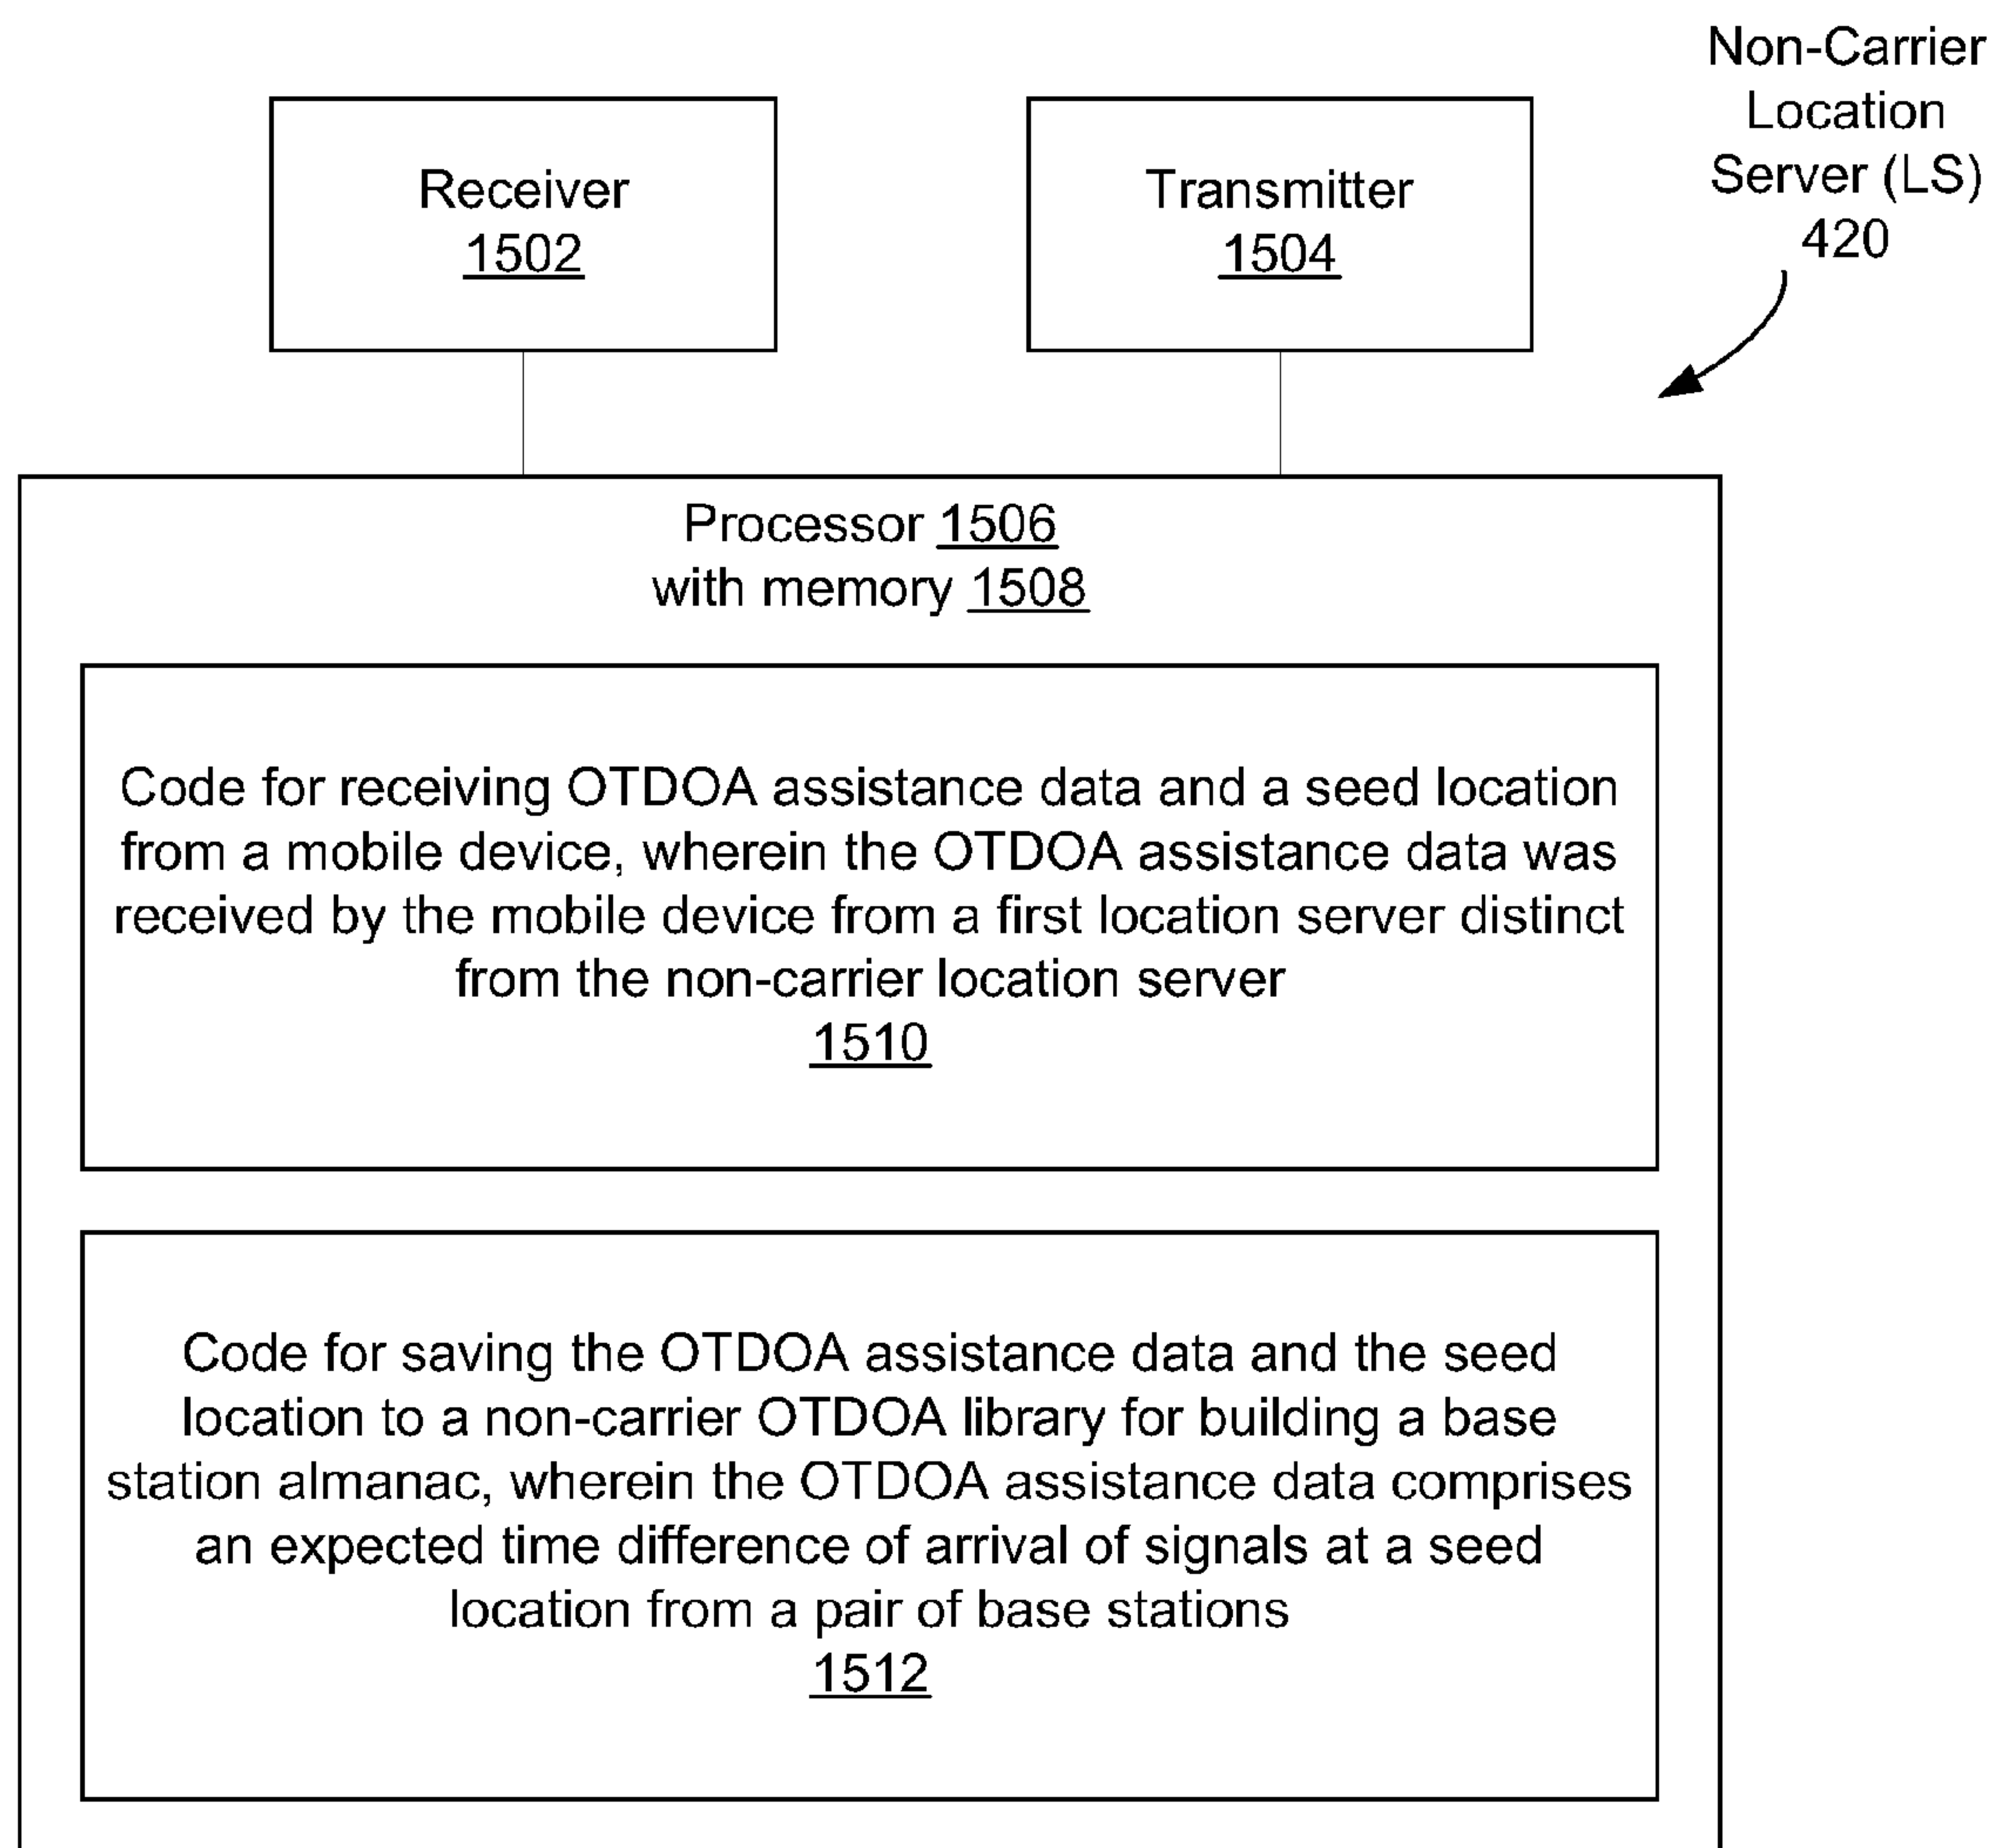 Non-Carrier
Location
Server (LS)
420
Receiver
1502
Transmitter
1504
Processor 1506
with memory 1508
Code for receiving OTDOA assistance data and a seed location
from a mobile device, wherein the OTDOA assistance data was
received by the mobile device from a first location server distinct
from the non-carrier location server
1510
Code for saving the OTDOA assistance data and the seed
location to a non-carrier OTDOA library for building a base
station almanac, wherein the OTDOA assistance data comprises
an expected time difference of arrival of signals at a seed
location from a pair of base stations
1512